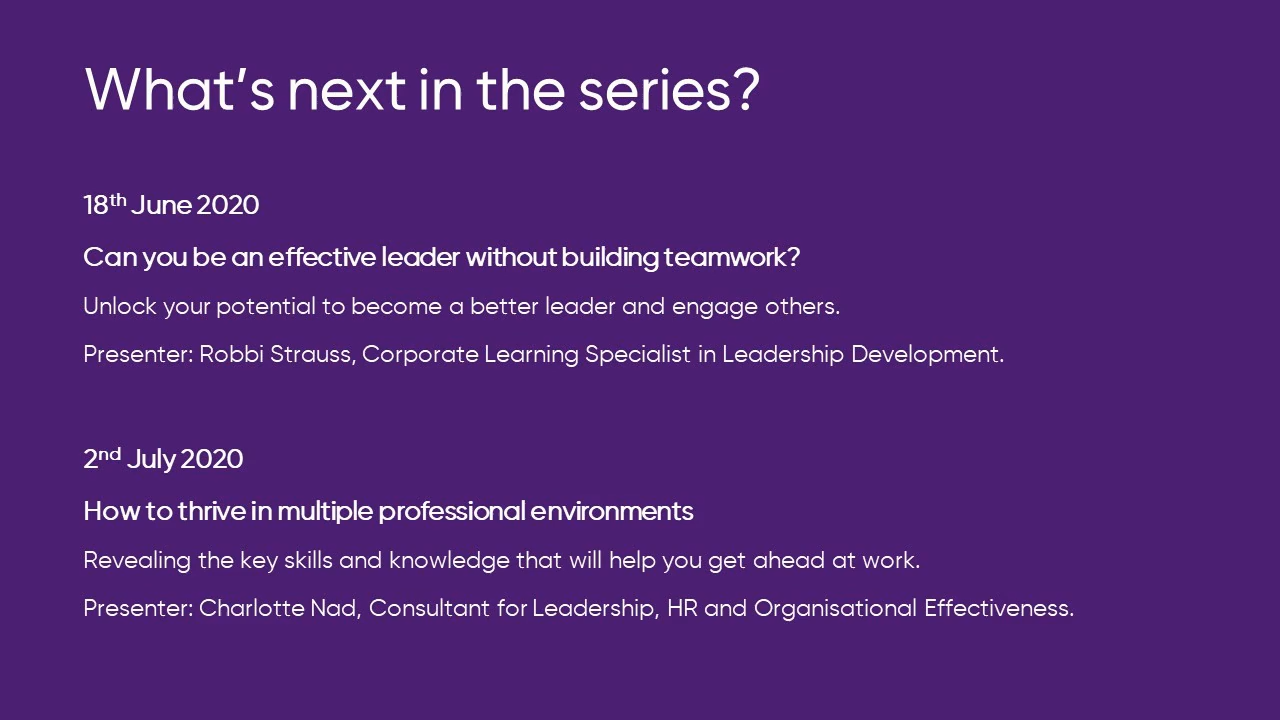 What’s next in the series?
18th June 2020
Can you be an effective leader without building teamwork?
Unlock your potential to become a better leader and engage others.
Presenter: Robbi Strauss, Corporate Learning Specialist in Leadership Development.
2nd July 2020
How to thrive in multiple professional environments
Revealing the key skills and knowledge that will help you get ahead at work.
Presenter: Charlotte Nad, Consultant for Leadership, HR and Organisational Effectiveness.